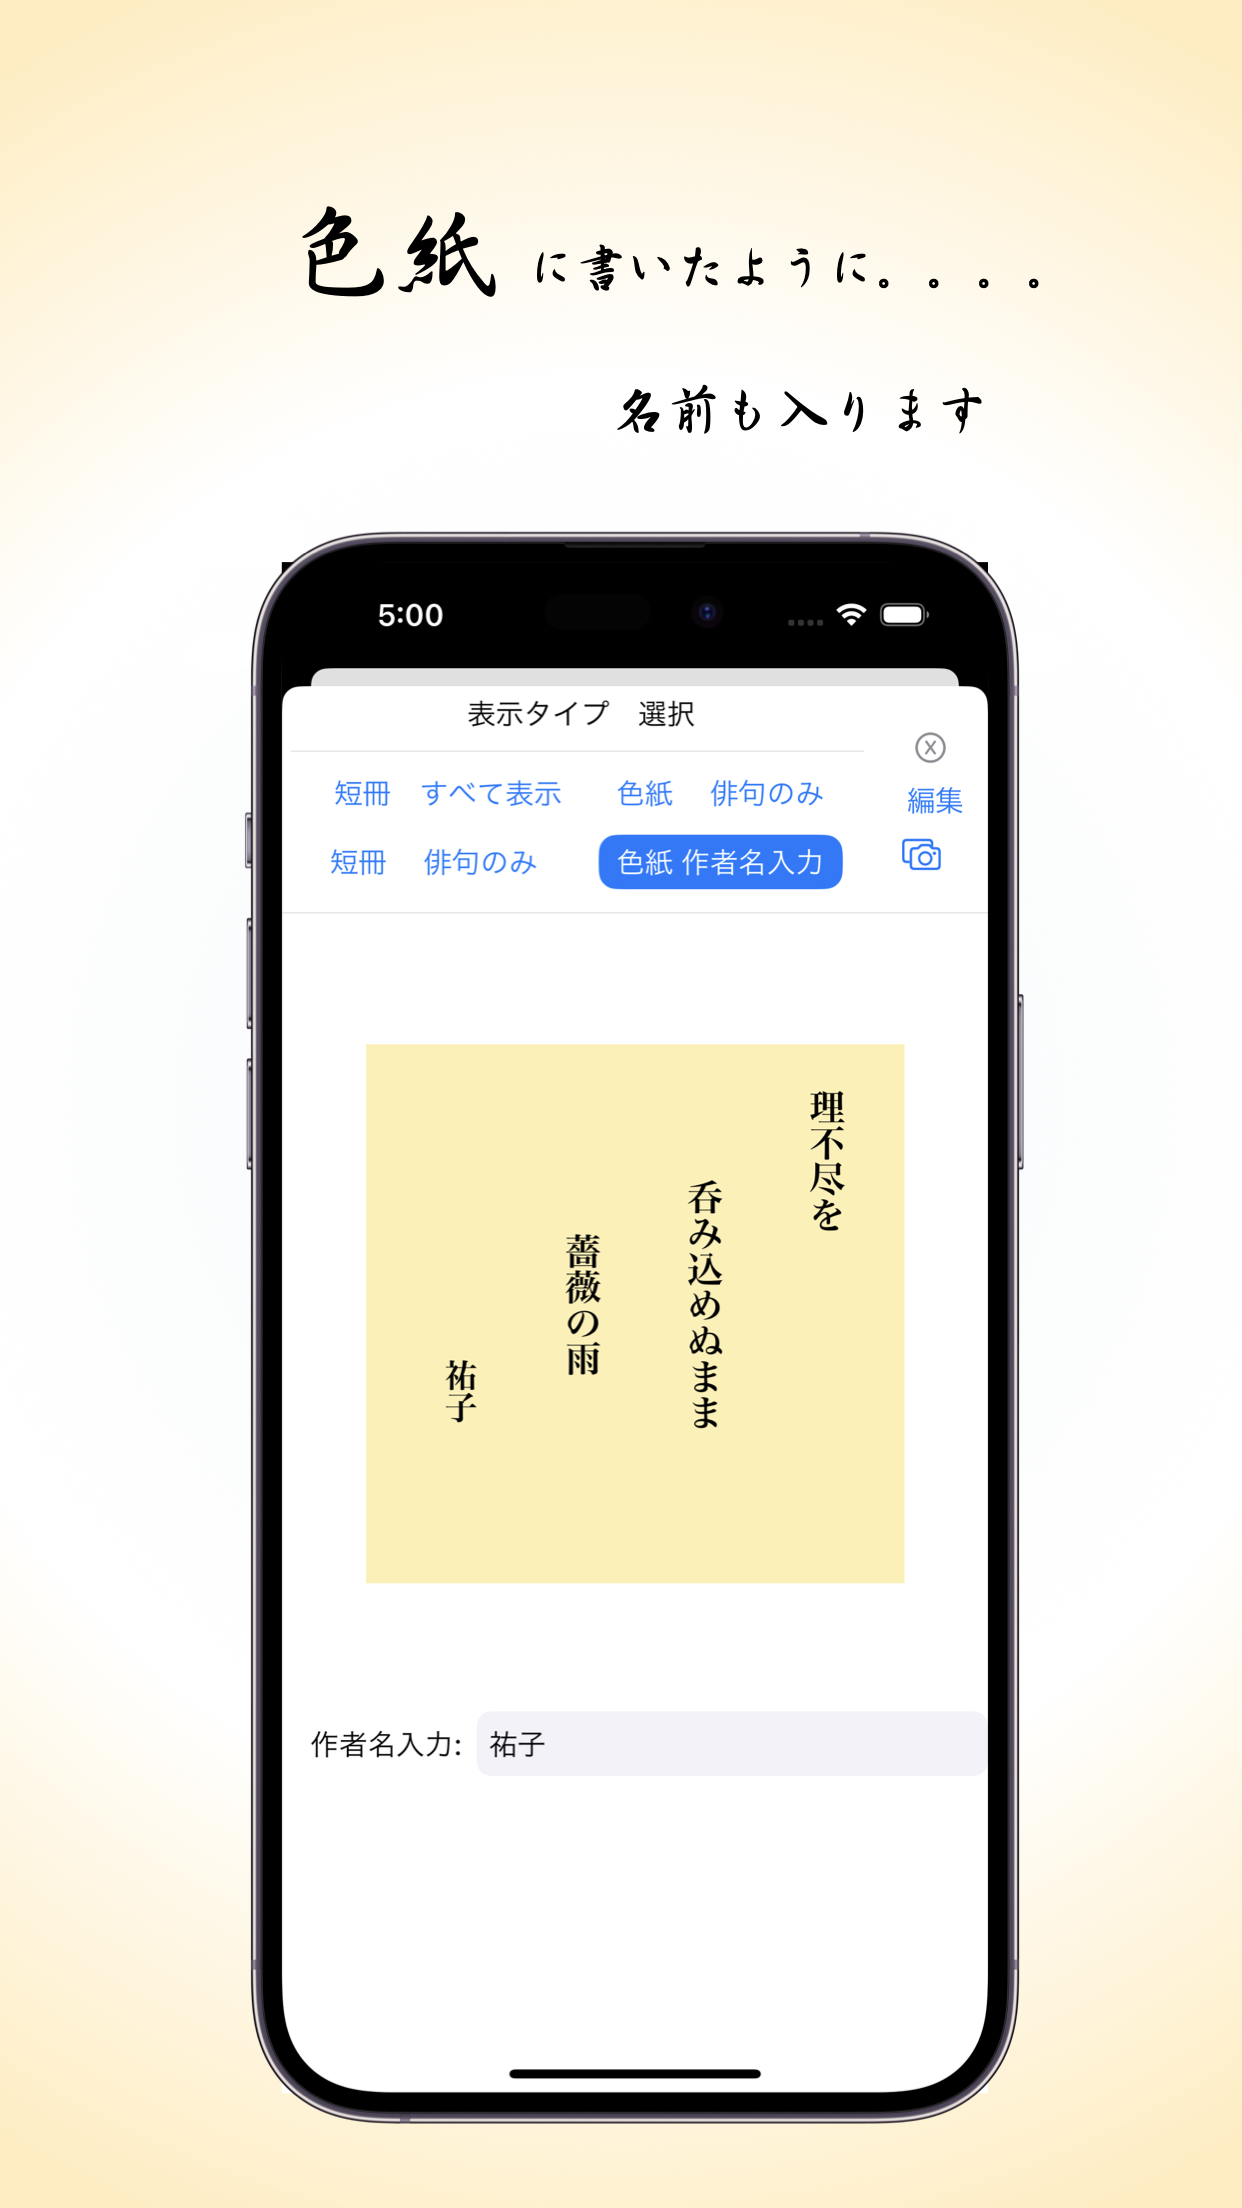 色紙に書いたように。。。。
名前も入ります
5:00
表示タイプ　選択
短冊　すべて表示
色紙　俳句のみ
編集
短冊　俳句のみ
色紙 作者名入力
理不尽を
呑み込めぬまま
薔薇の雨
祐子
作者名入力: 祐子